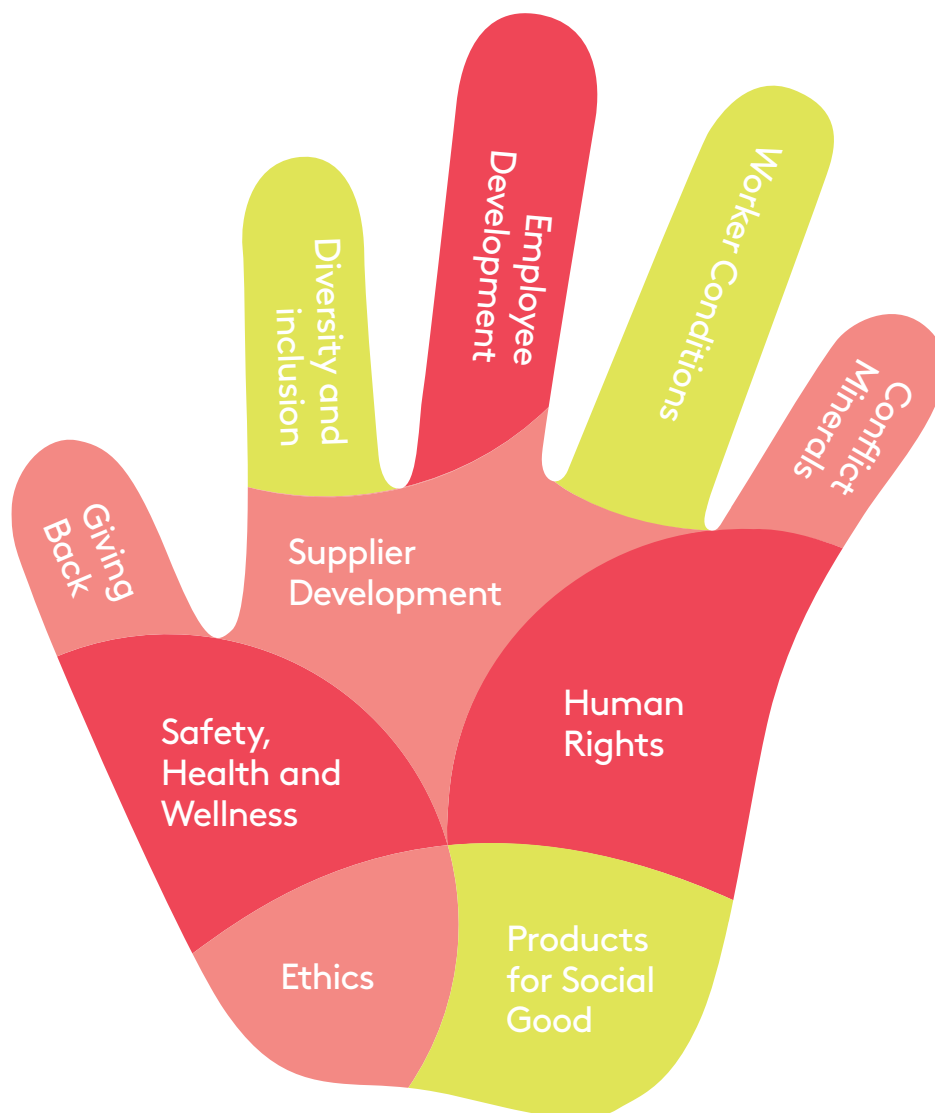 Giving
Back
Diversity and
inclusion
Employee
Development
Worker Conditions
Conflict
Minerals
Supplier
Development
Human
Rights
Safety,
Health and
Wellness
Ethics
Products
for Social
Good